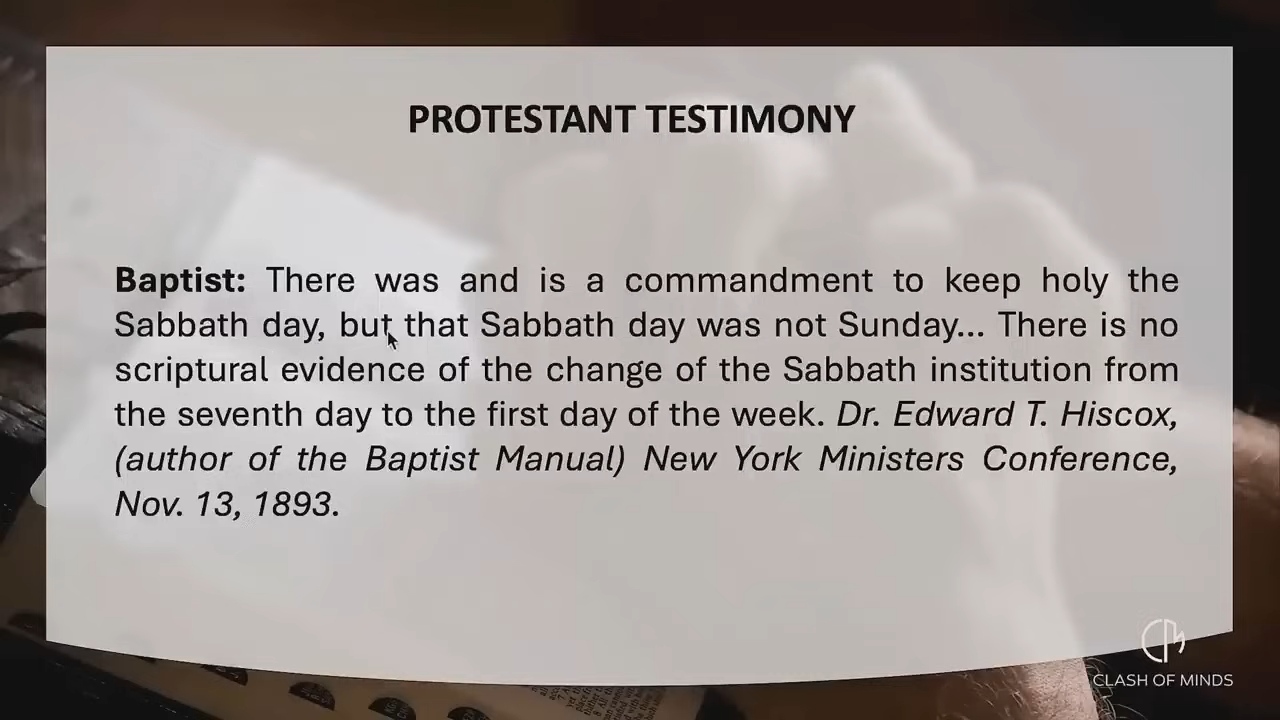 PROTESTANT TESTIMONY
Baptist: There was and is a commandment to keep holy the
Sabbath day, but that Sabbath day was not Sunday... There is no
scriptural evidence of the change of the Sabbath institution from
the seventh day to the first day of the week. Dr. Edward T. Hiscox,
(author of the Baptist Manual) New York Ministers Conference,
Nov. 13, 1893.
CLASH OF MINDS